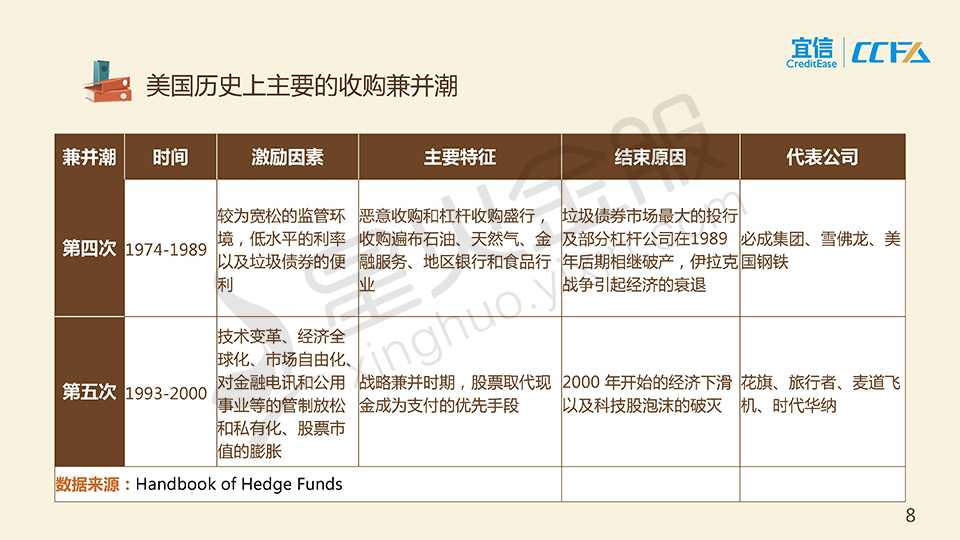 宜信
CreditEase
CCFA
美国历史上主要的收购兼并潮
兼并潮 时间 激励因素 主要特征 结束原因 代表公司
第四次
1974-1989
较为宽松的监管环
境，低水平的利率
以及垃圾债券的便
利
恶意收购和杠杆收购盛行，
收购遍布石油、天然气、金
融服务、地区银行和食品行
业
垃圾债券市场最大的投行
及部分杠杆公司在1989
年后期相继破产，伊拉克
战争引起经济的衰退
必成集团、雪佛龙、美
国钢铁
第五次
1993-2000
技术变革、经济全
球化、市场自由化、
对金融电讯和公用
事业等的管制放松
和私有化、股票市
值的膨胀
战略兼并时期，股票取代现
金成为支付的优先手段
2000 年开始的经济下滑
以及科技股泡沫的破灭
花旗、旅行者、麦道飞
机、时代华纳
数据来源：Handbook of Hedge Funds
星火金服
xinghuo.yixin.com
8